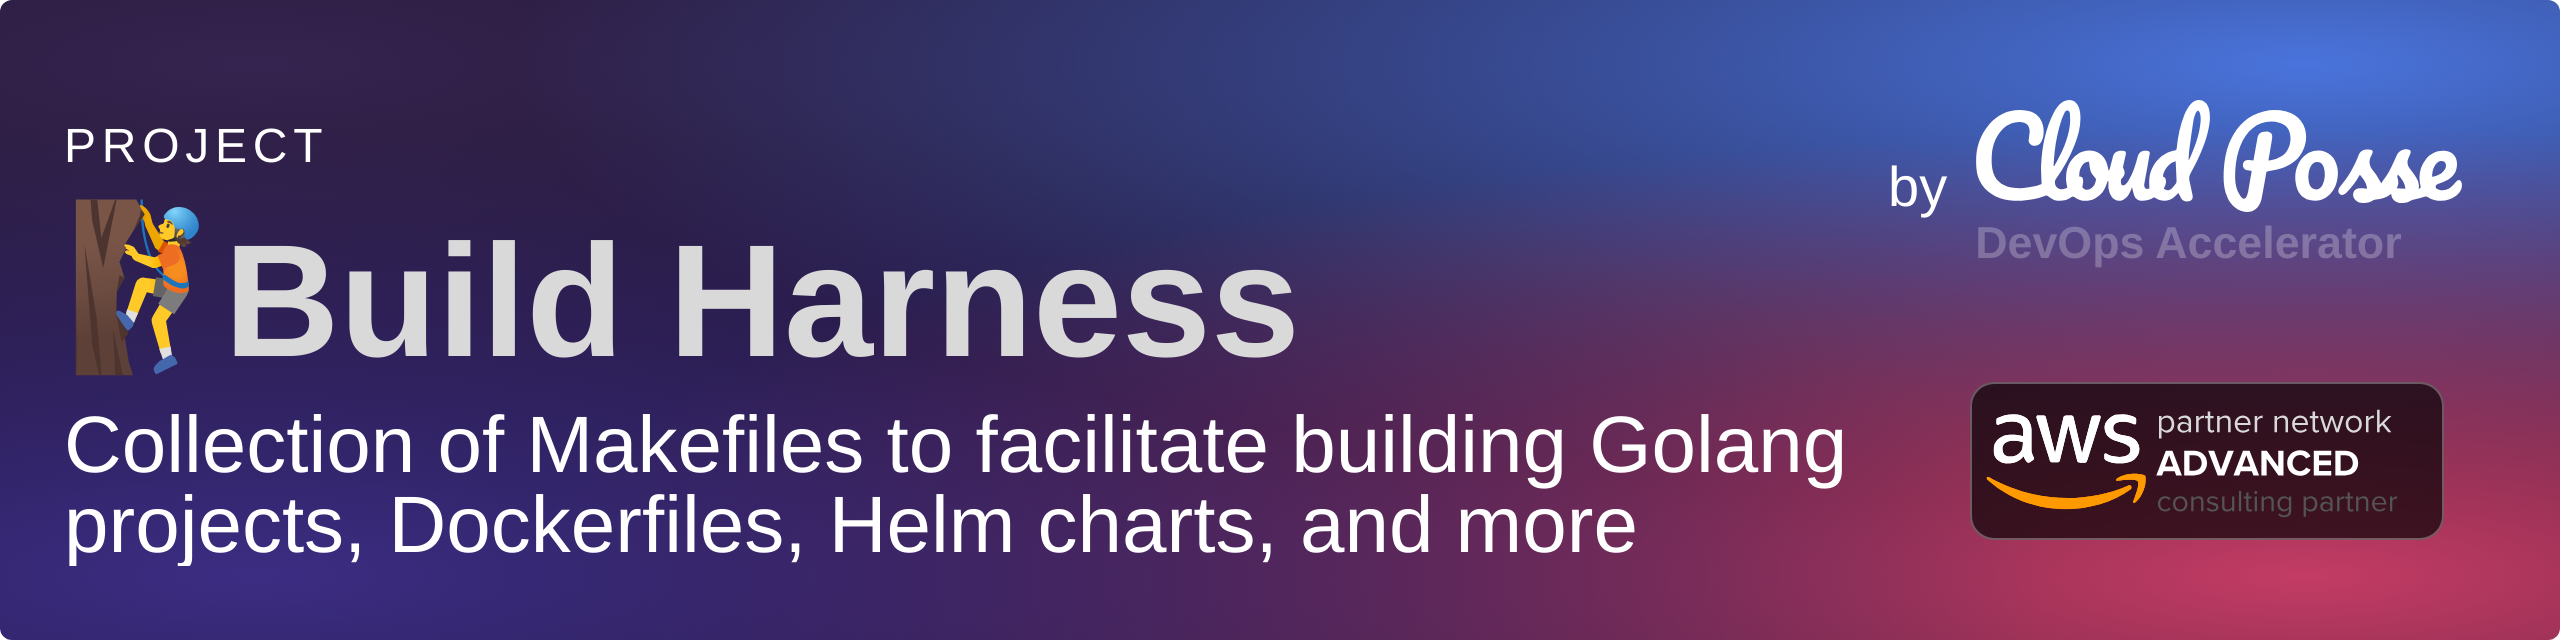 PROJECT
Build Harness
Collection of Makefiles to facilitate building Golang
projects, Dockerfiles, Helm charts, and more
by Cloud Posse
DevOps Accelerator
aws
partner network
ADVANCED
consulting partner